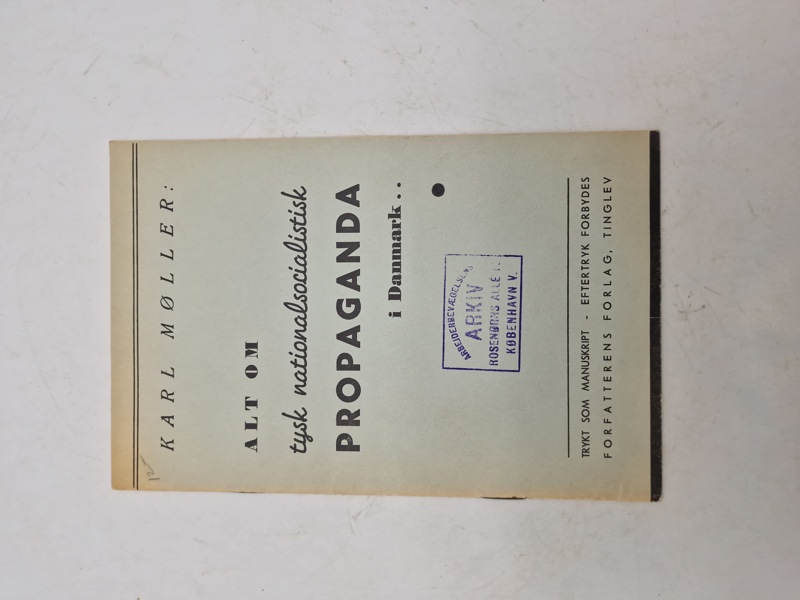 KARL MØLLER:
ALT OM
tysk nationalsocialistisk
PROPAGANDA
i Danmark..
ARBEJDERBEVÆGELSENS
ARKIV
ROSENØRNS ALLE
KØBENHAVN V.
TRYKT SOM MANUSKRIPT - EFTERTRYK FORBYDES
FORFATTERENS FORLAG, TINGLEV